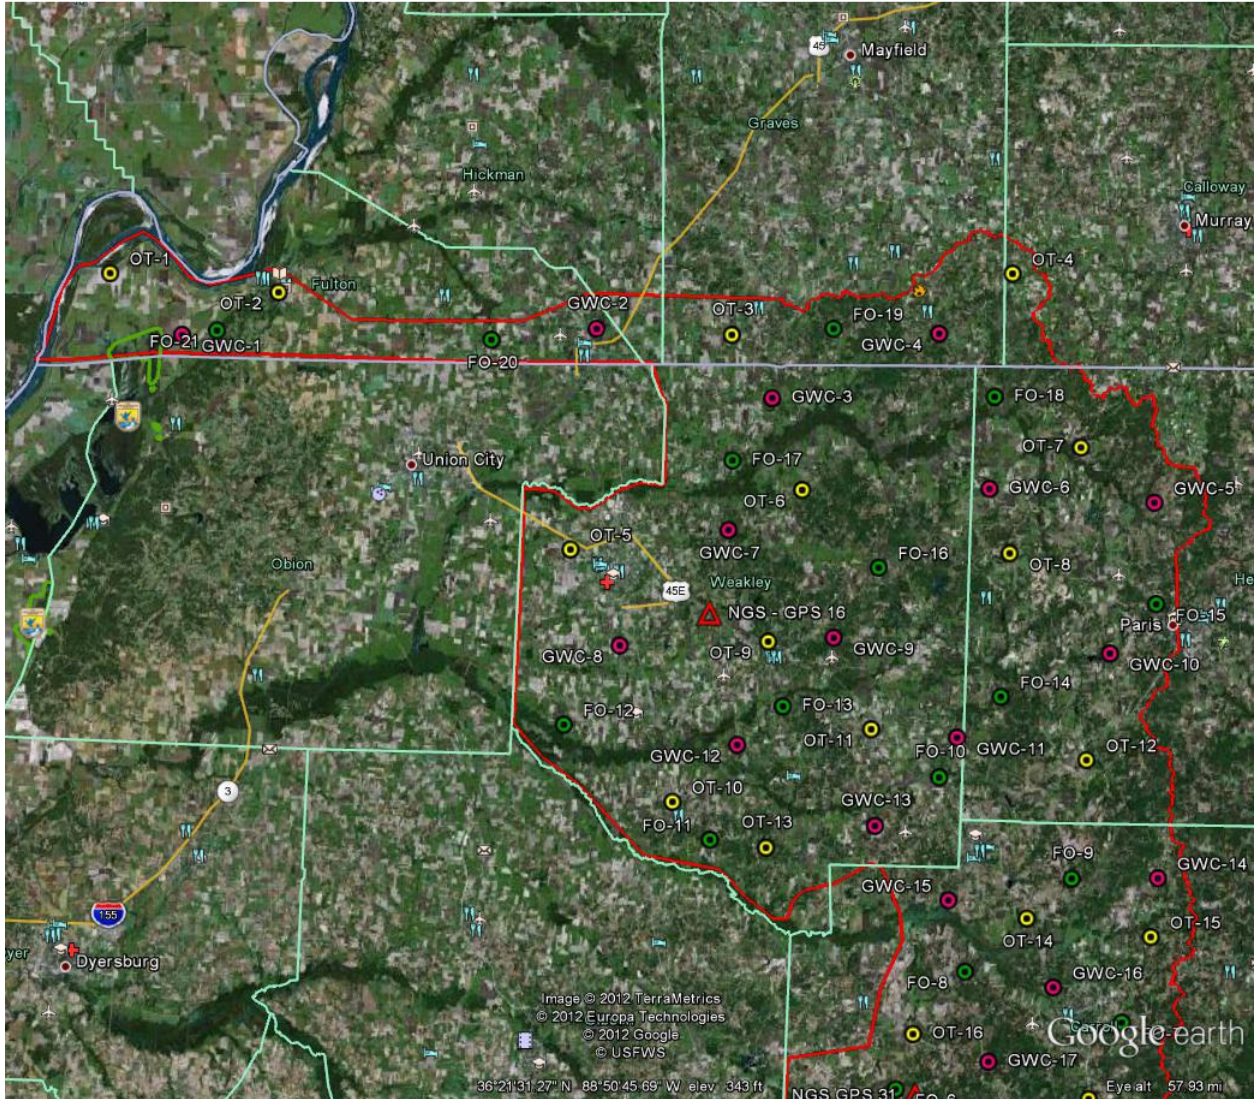 45
Mayfield
Graves
Hickman
Calloway
Murray
OT-1
OT-4
Fulton
OT-2
GWC-2
OT-3
FO-19
FO-21
GWC-1
GWC-4
FO-20
GWC-3
FO-18
OT-7
Union City
FO-17
OT-6
GWC-6
GWC-5
OT-5
GWC-7
FO-16
OT-8
Obion
Weakley
He
45E
NGS - GPS 16
FO-15
Paris
GWC-8
OT-9
GWC-9
GWC-10
FO-14
FO-12
FO-13
OT-11
FO-10
GWC-11
GWC-12
OT-12
3
OT-10
GWC-13
FO-11
OT-13
FO-9
GWC-14
GWC-15
155
OT-14
OT-15
yer
Dyersburg
FO-8
GWC-16
Image © 2012 TerraMetrics
© 2012 Europa Technologies
© 2012 Google
© USFWS
OT-16
Google earth
GWC-17
36°21'31.27" N 88°50'45.69" W elev 343 ft
Eye alt 57.93 mi
NGS GPS 31
FO-6